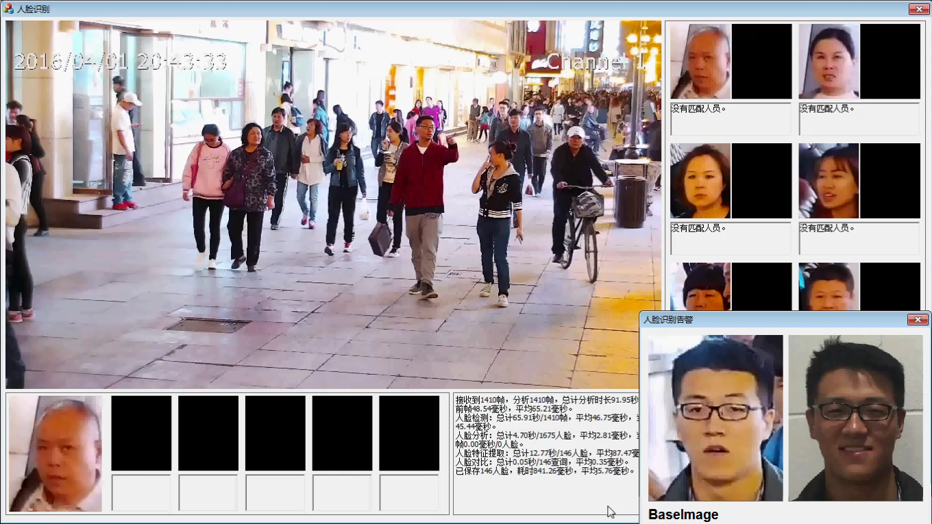 人脸识别
2016/04/01 20:43:33
Channel 1
没有匹配人员。
没有匹配人员。
没有匹配人员。
没有匹配人员。
人脸识别告警
接收到1410帧，分析1410帧，总计分析时长91.95秒
前帧48.54毫秒，平均65.21毫秒。
人脸检测：总计65.91秒/1410帧，平均46.75毫秒，
45.44毫秒。
人脸分析：总计4.70秒/1675人脸，平均2.81毫秒，
帧0.00毫秒/0人脸。
人脸特征提取：总计12.77秒/146人脸，平均87.47毫
人脸对比：总计0.05秒/146查询，平均0.35毫秒。
已保存146人脸，耗时841.26毫秒，平均5.76毫秒。
BaseImage